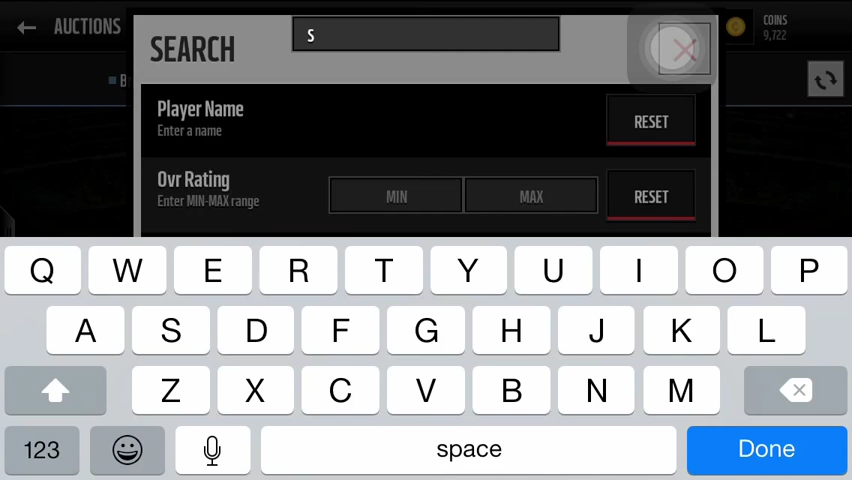 AUCTIONS
SEARCH
S
COINS
9,722
B
Player Name
Enter a name
RESET
Ovr Rating
Enter MIN-MAX range
MIN
MAX
RESET
Q W E R T Y U I O P
A S D F G H J K L
Z X C V B N M
123
space
Done